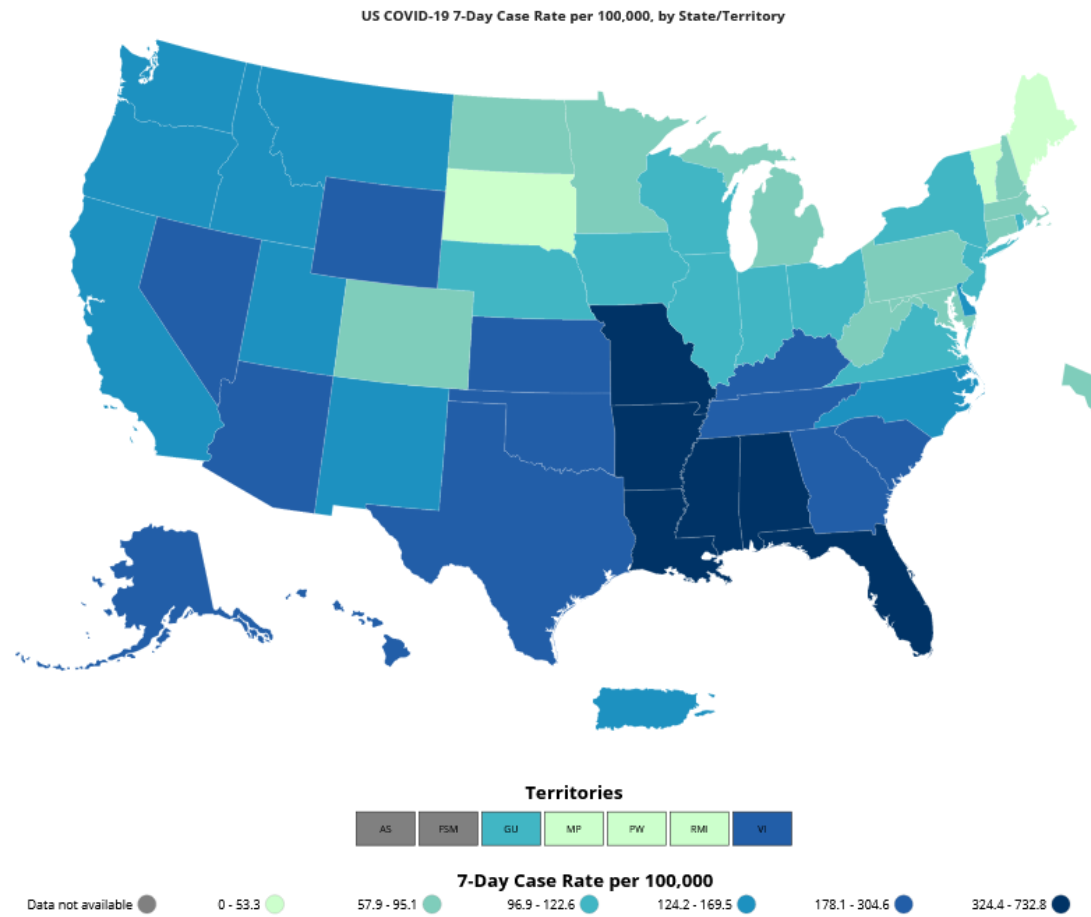 US COVID-19 7-Day Case Rate per 100,000, by State/Territory
Territories
AS FSM GU MP PW RMI VI
7-Day Case Rate per 100,000
Data not available 0 - 53.3 57.9 - 95.1 96.9 - 122.6 124.2 - 169.5 178.1 - 304.6 324.4 - 732.8